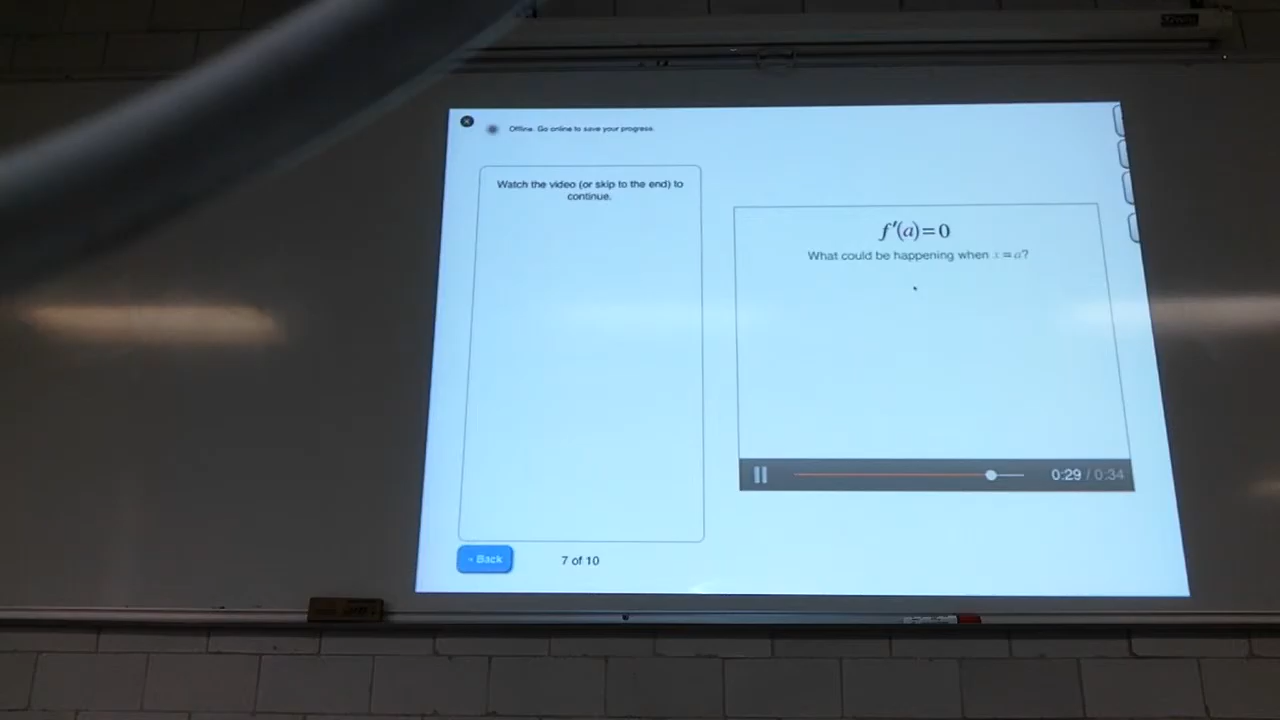 Offline. Go online to save your progress.
Watch the video (or skip to the end) to
continue.
f′(a)=0
What could be happening when x=a?
0:29 / 0:34
- Back
7 of 10